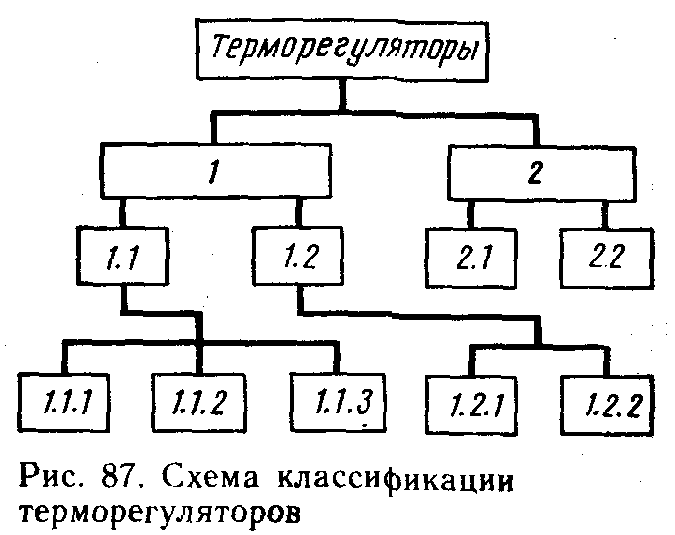 Терморегуляторы
1 2
1.1 1.2 2.1 2.2
1.1.1 1.1.2 1.1.3 1.2.1 1.2.2
Рис. 87. Схема классификации
терморегуляторов